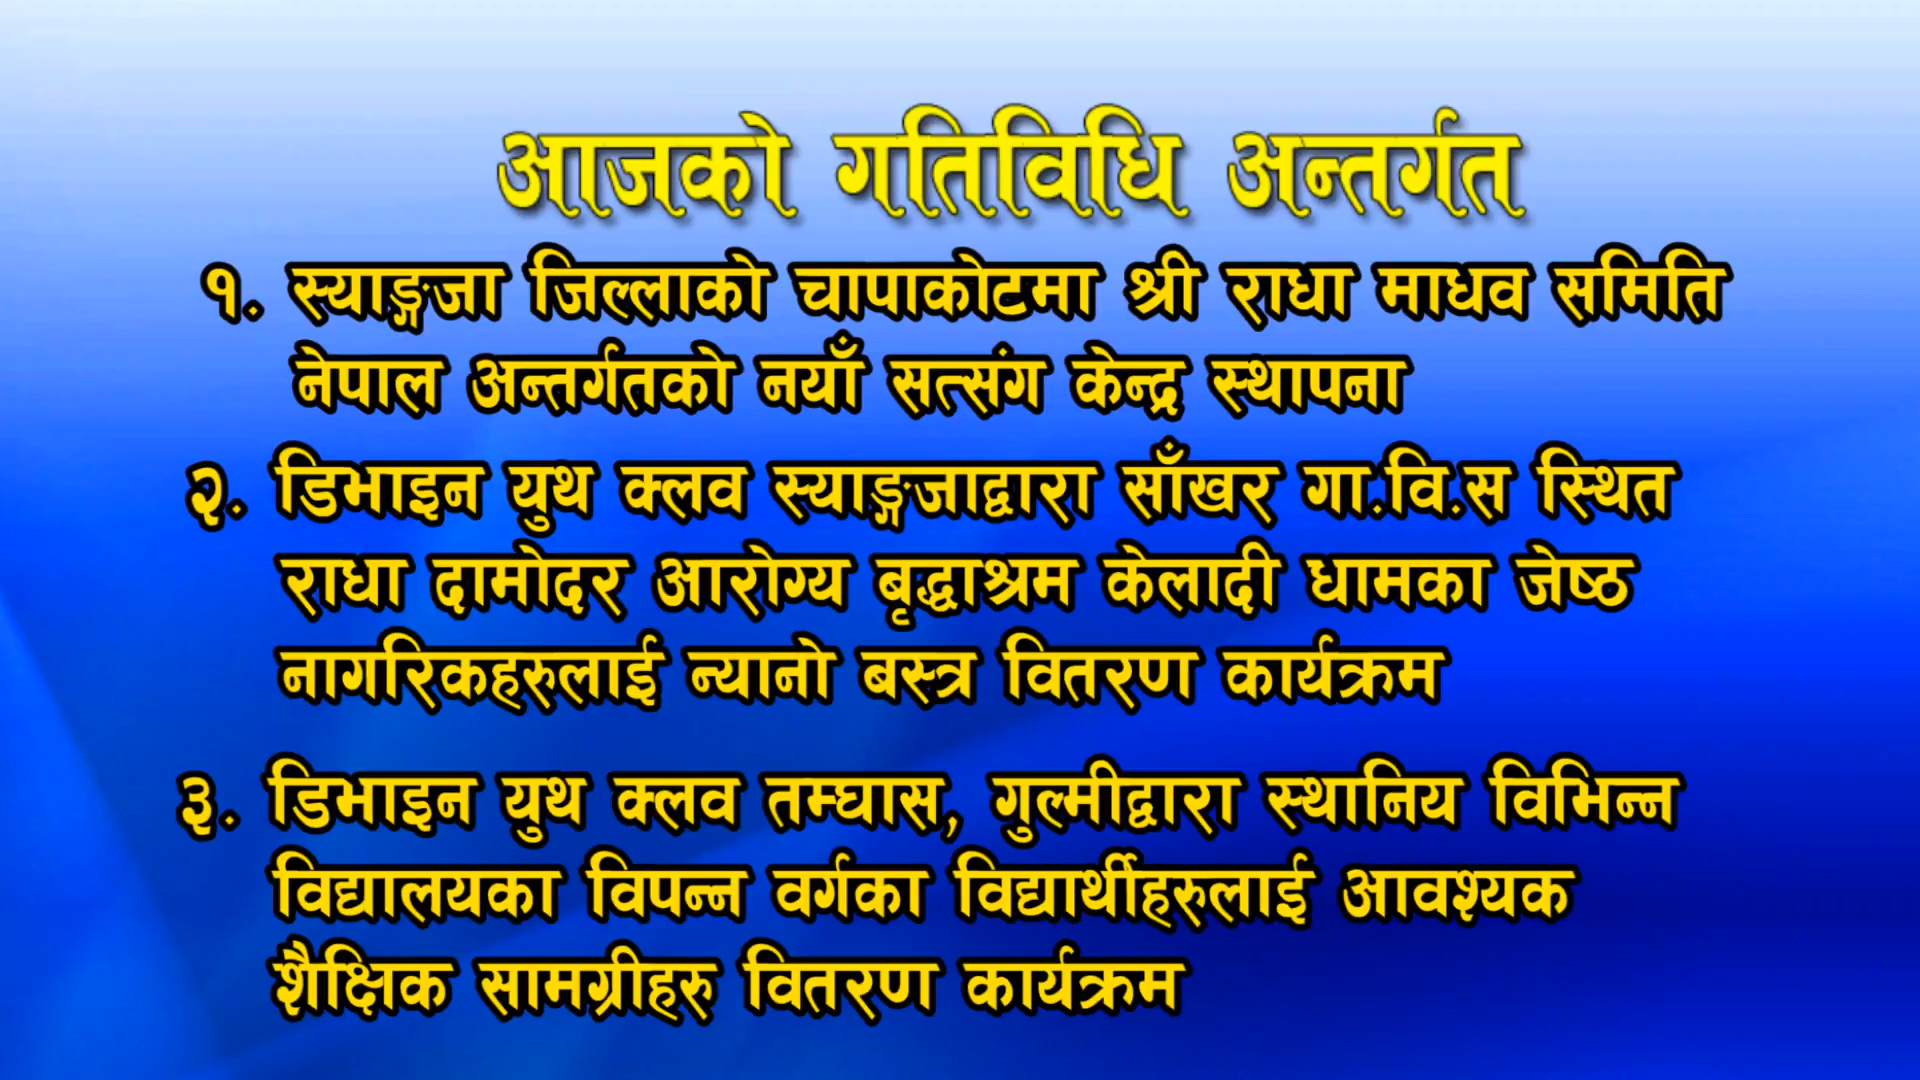 आजको गतिविधि अन्तर्गत
१. स्याङ्गजा जिल्लाको चापाकोटमा श्री राधा माधव समिति
नेपाल अन्तर्गतको नयाँ सत्संग केन्द्र स्थापना
२. डिभाइन युथ क्लव स्याङ्गजाद्वारा साँखर गा.वि.स स्थित
राधा दामोदर आरोग्य बृद्धाश्रम केलादी धामका जेष्ठ
नागरिकहरुलाई न्यानो बस्त्र वितरण कार्यक्रम
३. डिभाइन युथ क्लव तम्घास, गुल्मीद्वारा स्थानिय विभिन्न
विद्यालयका विपन्न वर्गका विद्यार्थीहरुलाई आवश्यक
शैक्षिक सामग्रीहरु वितरण कार्यक्रम